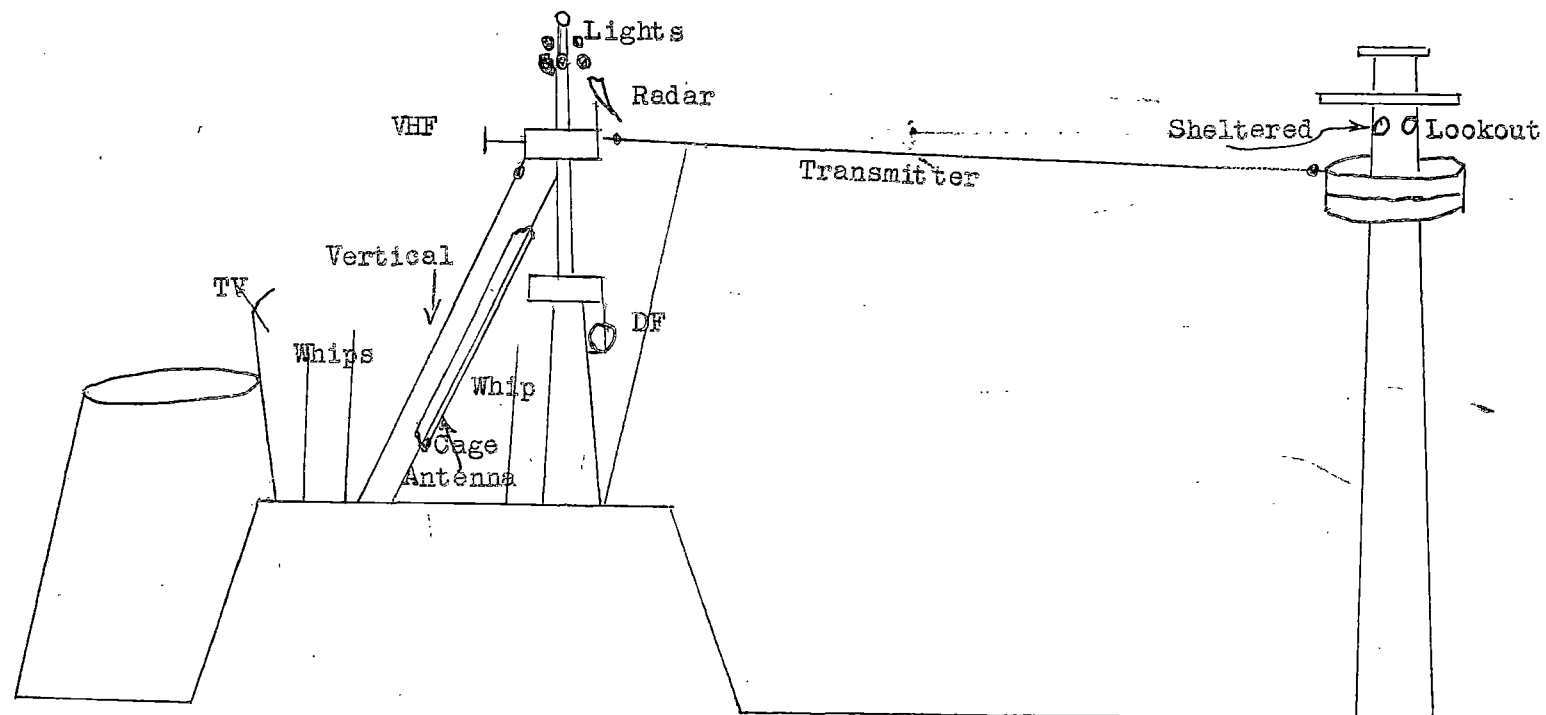 Lights
Radar
VHF
Sheltered Lookout
Transmitter
Vertical
TV
DF
Whips
Whip
Cage
Antenna